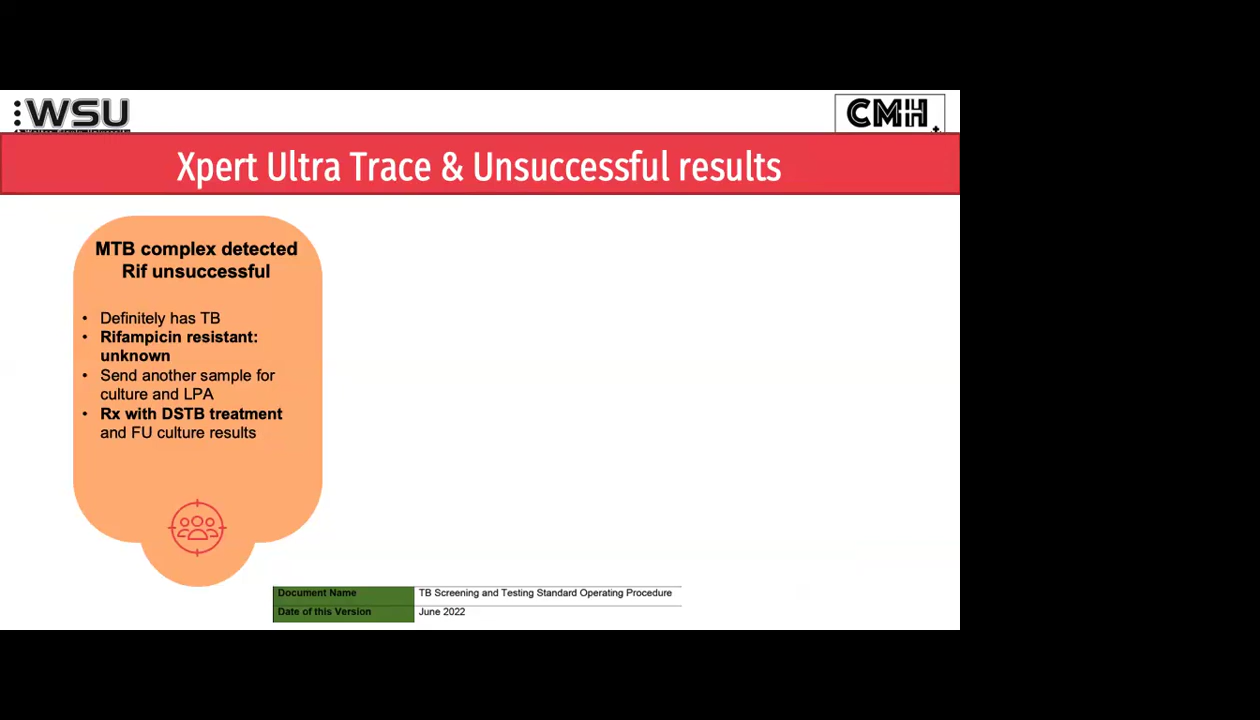 WSU
CMH
Xpert Ultra Trace & Unsuccessful results
MTB complex detected
Rif unsuccessful
• Definitely has TB
• Rifampicin resistant:
unknown
• Send another sample for
culture and LPA
• Rx with DSTB treatment
and FU culture results
Document Name TB Screening and Testing Standard Operating Procedure
Date of this Version June 2022